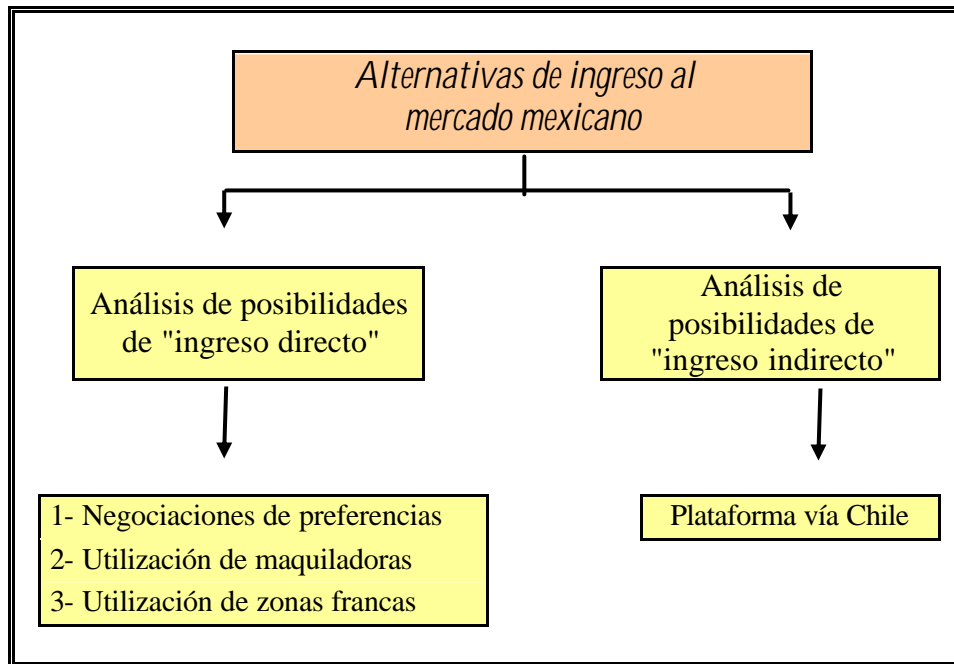 Alternativas de ingreso al
mercado mexicano
Análisis de posibilidades
de "ingreso directo"
Análisis de
posibilidades de
"ingreso indirecto"
1- Negociaciones de preferencias
2- Utilización de maquiladoras
3- Utilización de zonas francas
Plataforma vía Chile